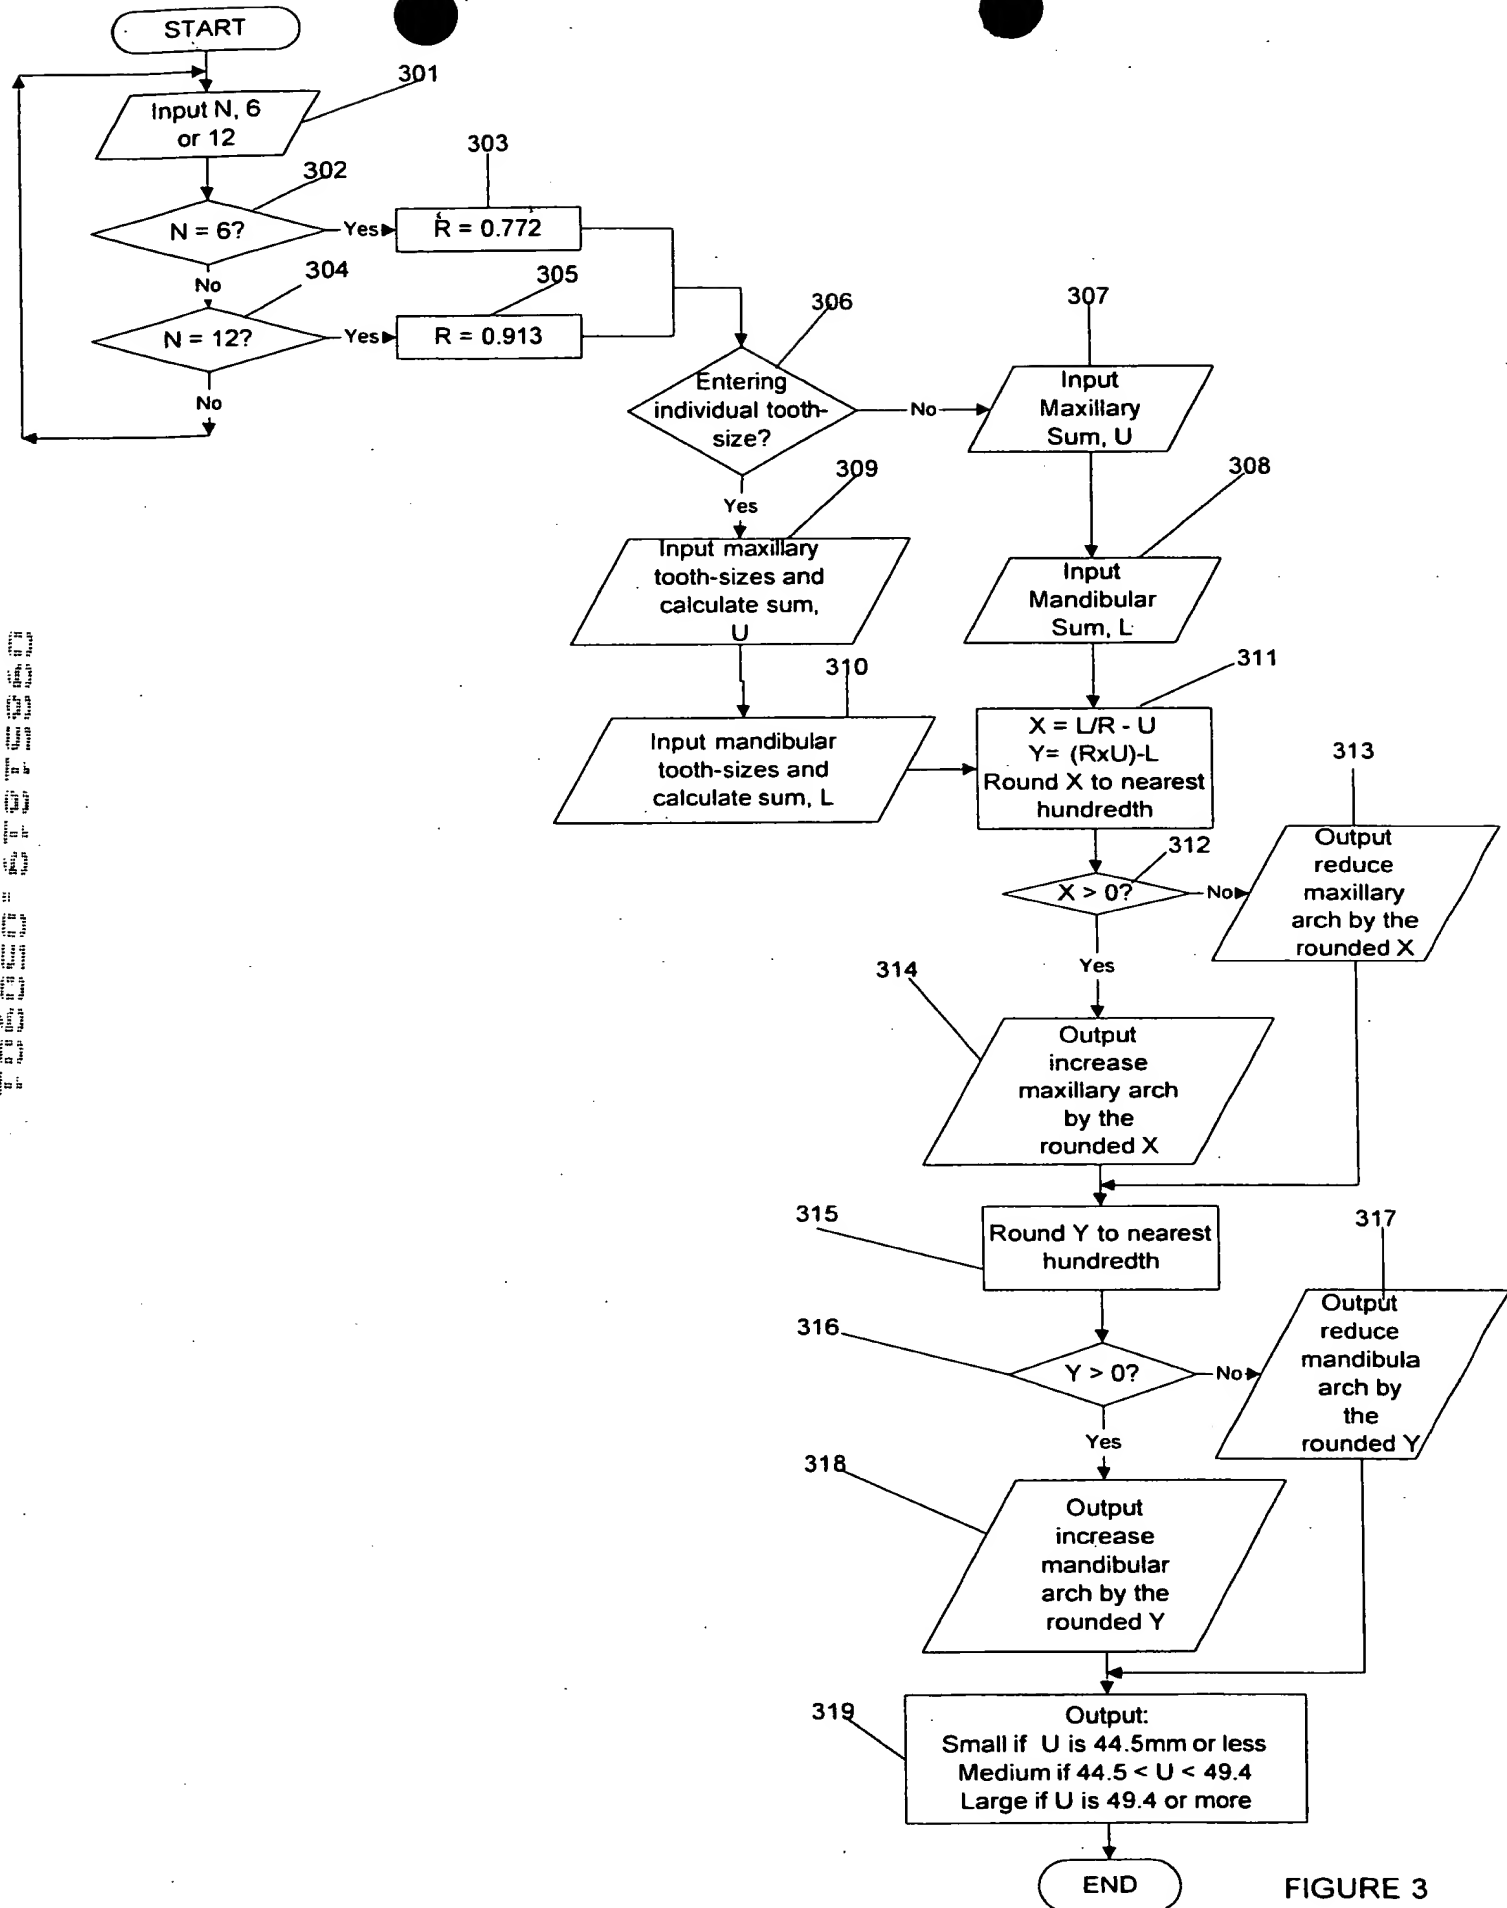 START
301
Input N, 6
or 12
302
303
N = 6?
Yes
R = 0.772
No
304
305
N = 12?
Yes
R = 0.913
No
306
307
Entering
individual tooth-
size?
No
Input
Maxillary
Sum, U
Yes
309
308
Input maxillary
tooth-sizes and
calculate sum,
U
Input
Mandibular
Sum, L
310
311
Input mandibular
tooth-sizes and
calculate sum, L
X = L/R - U
Y= (RxU)-L
Round X to nearest
hundredth
313
312
X > 0?
No
Output
reduce
maxillary
arch by the
rounded X
Yes
314
Output
increase
maxillary arch
by the
rounded X
315
Round Y to nearest
hundredth
317
316
Y > 0?
No
Output
reduce
mandibula
arch by
the
rounded Y
Yes
318
Output
increase
mandibular
arch by the
rounded Y
319
Output:
Small if U is 44.5mm or less
Medium if 44.5 < U < 49.4
Large if U is 49.4 or more
END
FIGURE 3